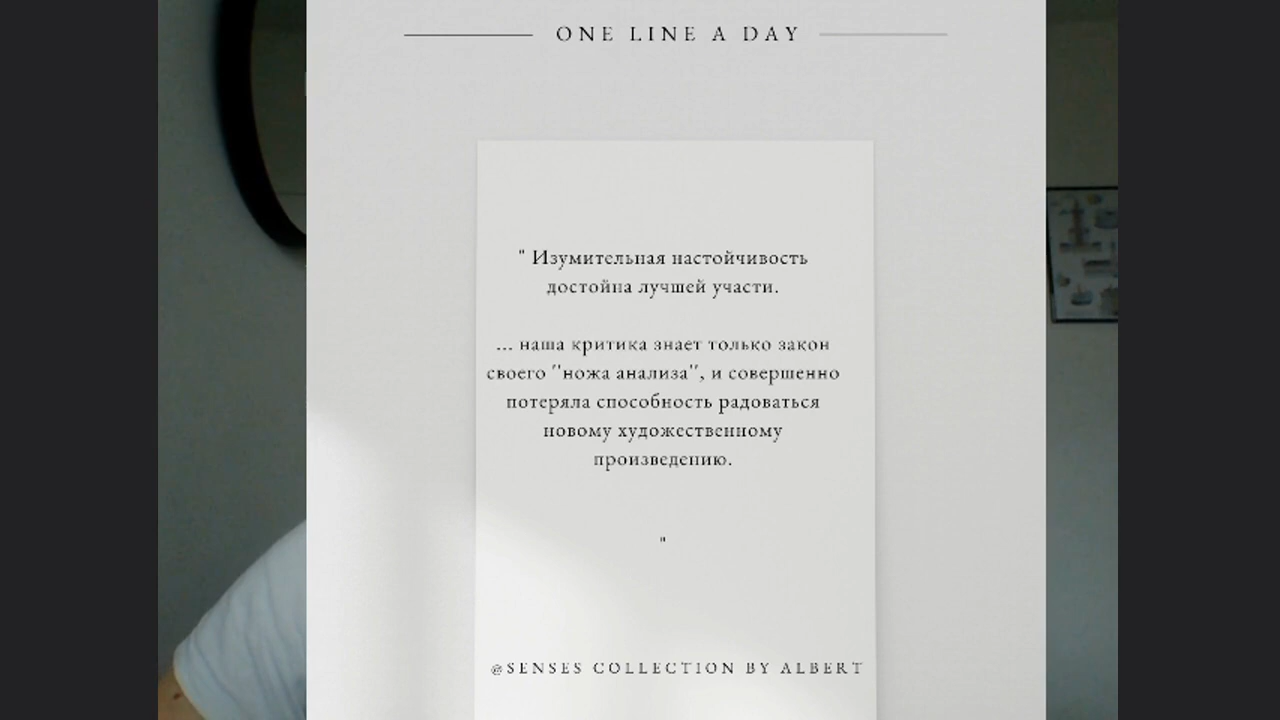 ONE LINE A DAY
" Изумительная настойчивость
достойна лучшей участи.
... наша критика знает только закон
своего "ножа анализа", и совершенно
потеряла способность радоваться
новому художественному
произведению.
"
@SENSES COLLECTION BY ALBERT